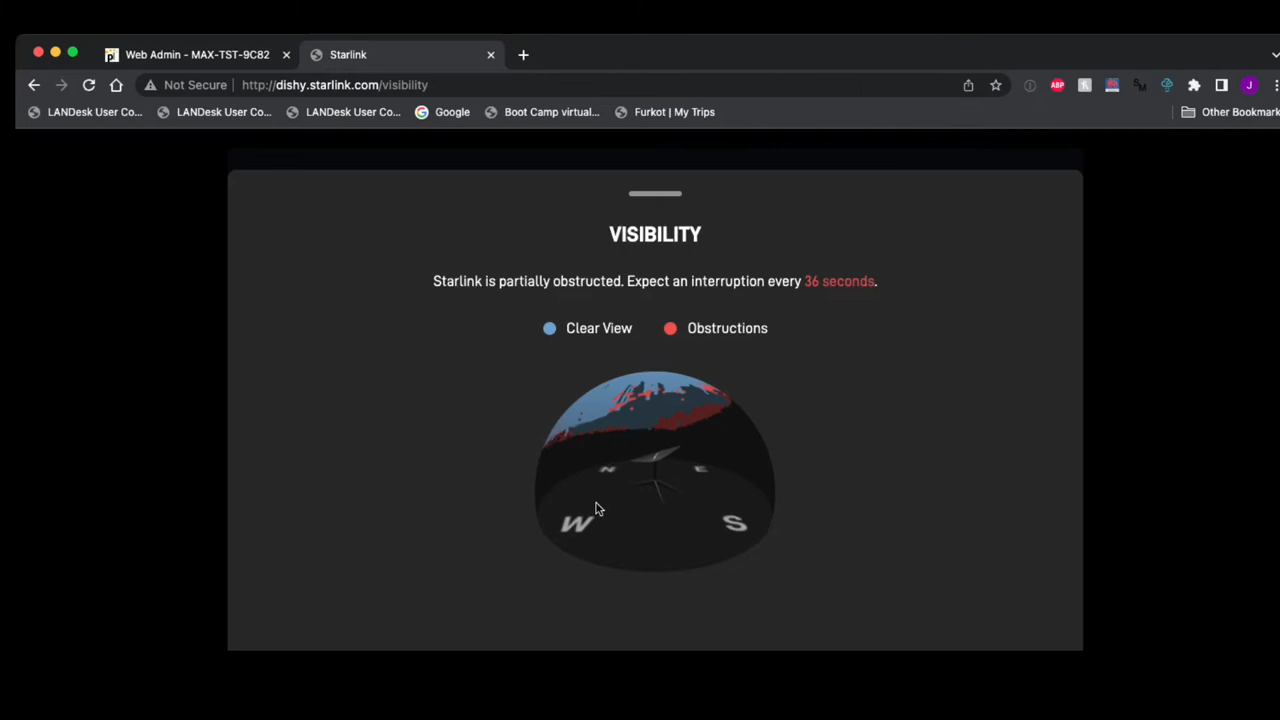 Web Admin - MAX-TST-9C82
Starlink
Not Secure http://dishy.starlink.com/visibility
ABP
J
LANDesk User Co...
LANDesk User Co...
LANDesk User Co...
Google
Boot Camp virtual...
Furkot | My Trips
Other Bookmark
VISIBILITY
Starlink is partially obstructed. Expect an interruption every 36 seconds.
Clear View
Obstructions
N
E
W
S